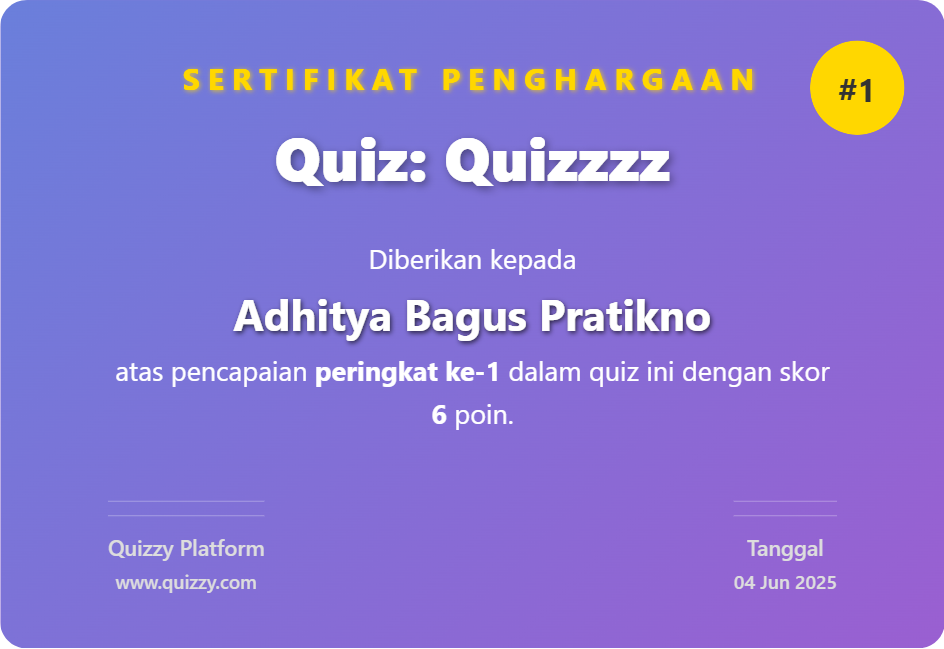 SERTIFIKAT PENGHARGAAN
#1
Quiz: Quizzzz
Diberikan kepada
Adhitya Bagus Pratikno
atas pencapaian peringkat ke-1 dalam quiz ini dengan skor
6 poin.
Quizzy Platform
www.quizzy.com
Tanggal
04 Jun 2025